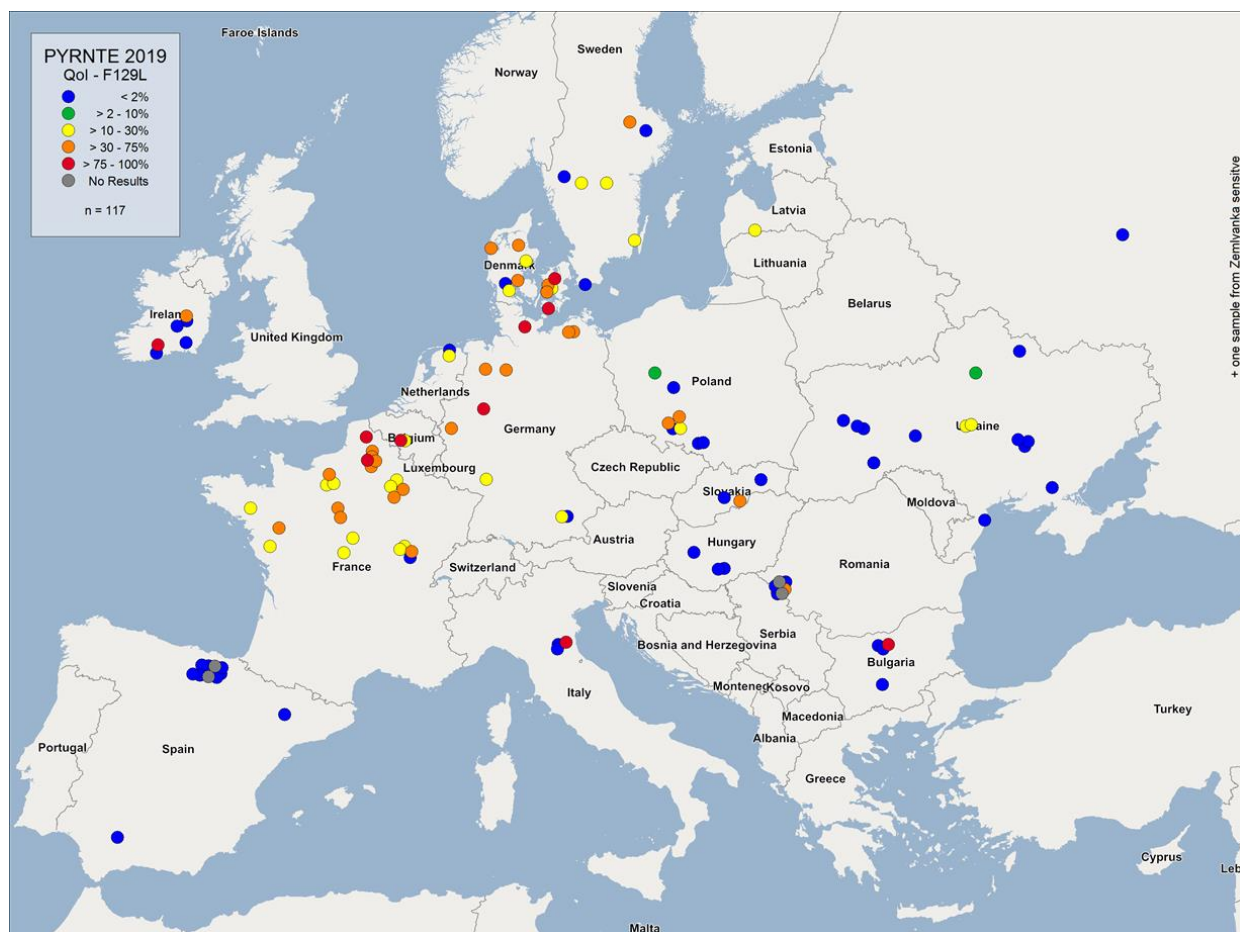 Faroe Islands
PYRNTE 2019
QoI - F129L
< 2%
> 2 - 10%
> 10 - 30%
> 30 - 75%
> 75 - 100%
No Results
n = 117
Sweden
Norway
Estonia
Latvia
Lithuania
Denmark
Belarus
Ireland
United Kingdom
Netherlands
Poland
Germany
Belgium
Ukraine
Luxembourg
Czech Republic
Slovakia
Moldova
Austria
Hungary
France
Switzerland
Romania
Slovenia
Croatia
Serbia
Bosnia and Herzegovina
Bulgaria
Italy
Montenegro
Kosovo
Macedonia
Albania
Turkey
Portugal
Spain
Greece
Cyprus
Leb
Malta
+ one sample from Zemlyanka sensitve